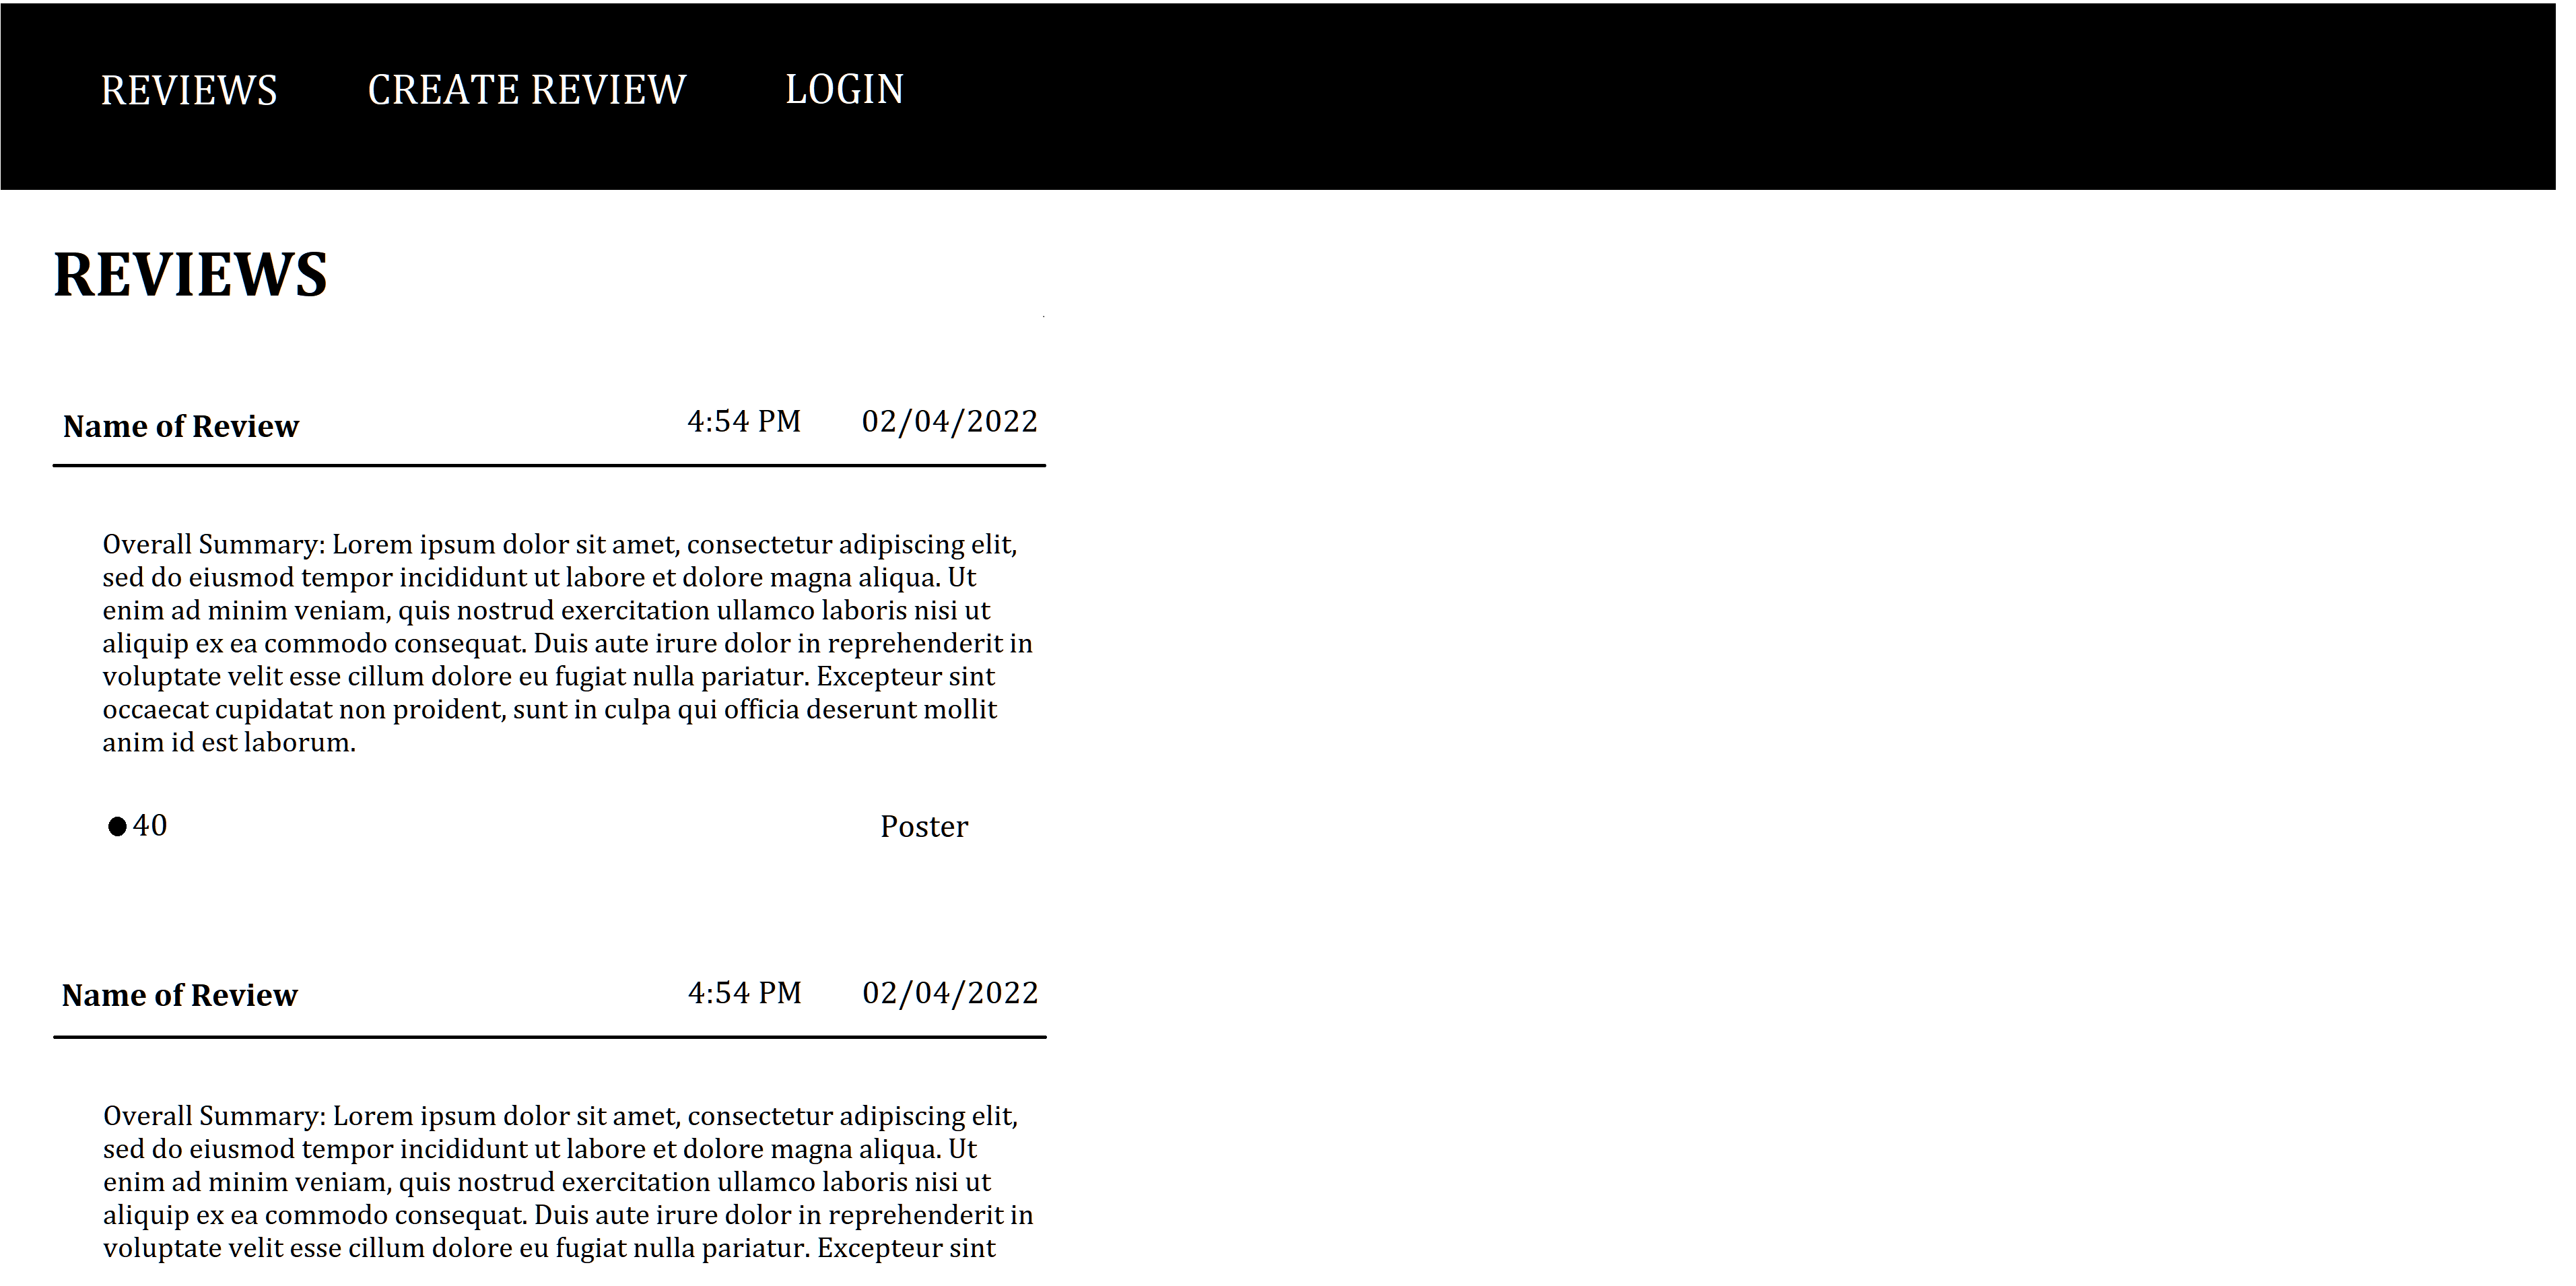 REVIEWS CREATE REVIEW LOGIN
REVIEWS
Name of Review 4:54 PM 02/04/2022
Overall Summary: Lorem ipsum dolor sit amet, consectetur adipiscing elit,
sed do eiusmod tempor incididunt ut labore et dolore magna aliqua. Ut
enim ad minim veniam, quis nostrud exercitation ullamco laboris nisi ut
aliquip ex ea commodo consequat. Duis aute irure dolor in reprehenderit in
voluptate velit esse cillum dolore eu fugiat nulla pariatur. Excepteur sint
occaecat cupidatat non proident, sunt in culpa qui officia deserunt mollit
anim id est laborum.
40 Poster
Name of Review 4:54 PM 02/04/2022
Overall Summary: Lorem ipsum dolor sit amet, consectetur adipiscing elit,
sed do eiusmod tempor incididunt ut labore et dolore magna aliqua. Ut
enim ad minim veniam, quis nostrud exercitation ullamco laboris nisi ut
aliquip ex ea commodo consequat. Duis aute irure dolor in reprehenderit in
voluptate velit esse cillum dolore eu fugiat nulla pariatur. Excepteur sint